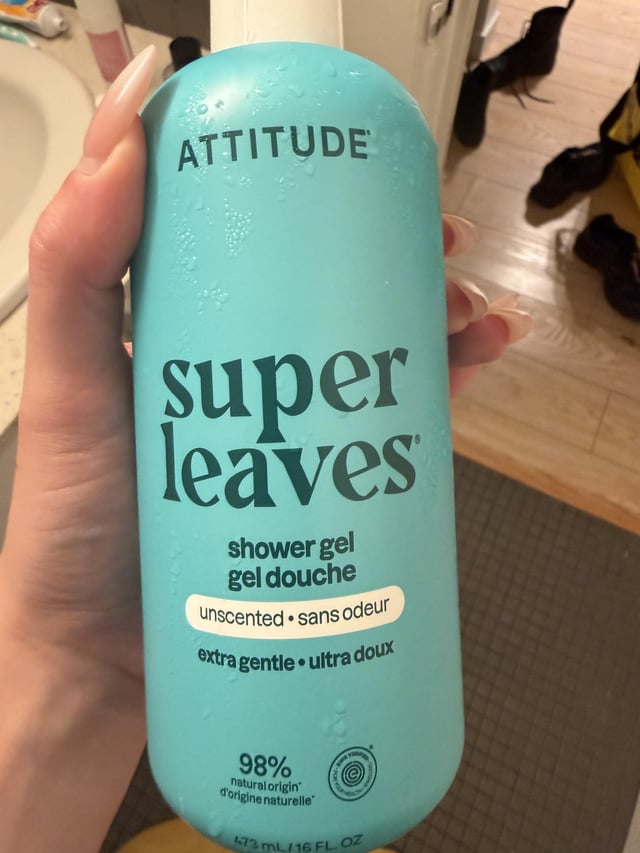 ATTITUDE
super
leaves®
shower gel
gel douche
unscented • sans odeur
extra gentle • ultra doux
98%
natural origin*
d'origine naturelle*
473 mL / 16 FL. OZ